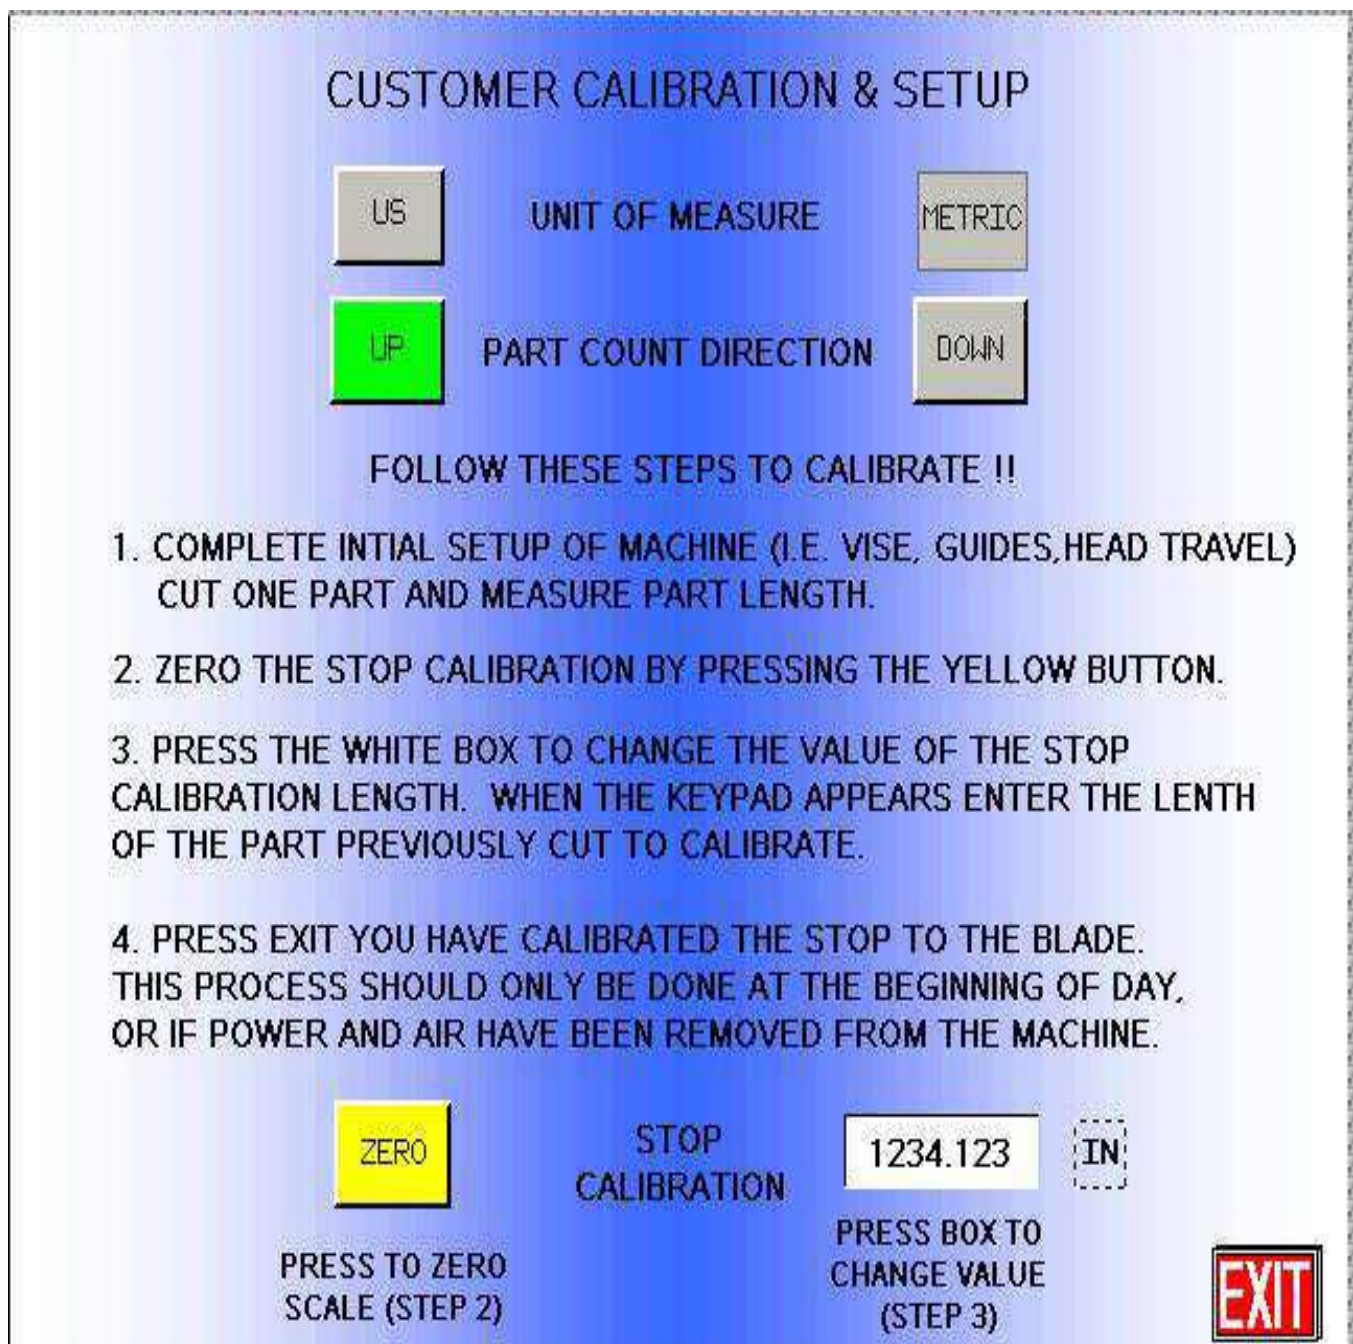 CUSTOMER CALIBRATION & SETUP
US UNIT OF MEASURE METRIC
UP PART COUNT DIRECTION DOWN
FOLLOW THESE STEPS TO CALIBRATE !!
1. COMPLETE INTIAL SETUP OF MACHINE (I.E. VISE, GUIDES,HEAD TRAVEL)
CUT ONE PART AND MEASURE PART LENGTH.
2. ZERO THE STOP CALIBRATION BY PRESSING THE YELLOW BUTTON.
3. PRESS THE WHITE BOX TO CHANGE THE VALUE OF THE STOP
CALIBRATION LENGTH. WHEN THE KEYPAD APPEARS ENTER THE LENTH
OF THE PART PREVIOUSLY CUT TO CALIBRATE.
4. PRESS EXIT YOU HAVE CALIBRATED THE STOP TO THE BLADE.
THIS PROCESS SHOULD ONLY BE DONE AT THE BEGINNING OF DAY,
OR IF POWER AND AIR HAVE BEEN REMOVED FROM THE MACHINE.
ZERO
STOP
CALIBRATION
1234.123 IN
PRESS TO ZERO
SCALE (STEP 2)
PRESS BOX TO
CHANGE VALUE
(STEP 3)
EXIT